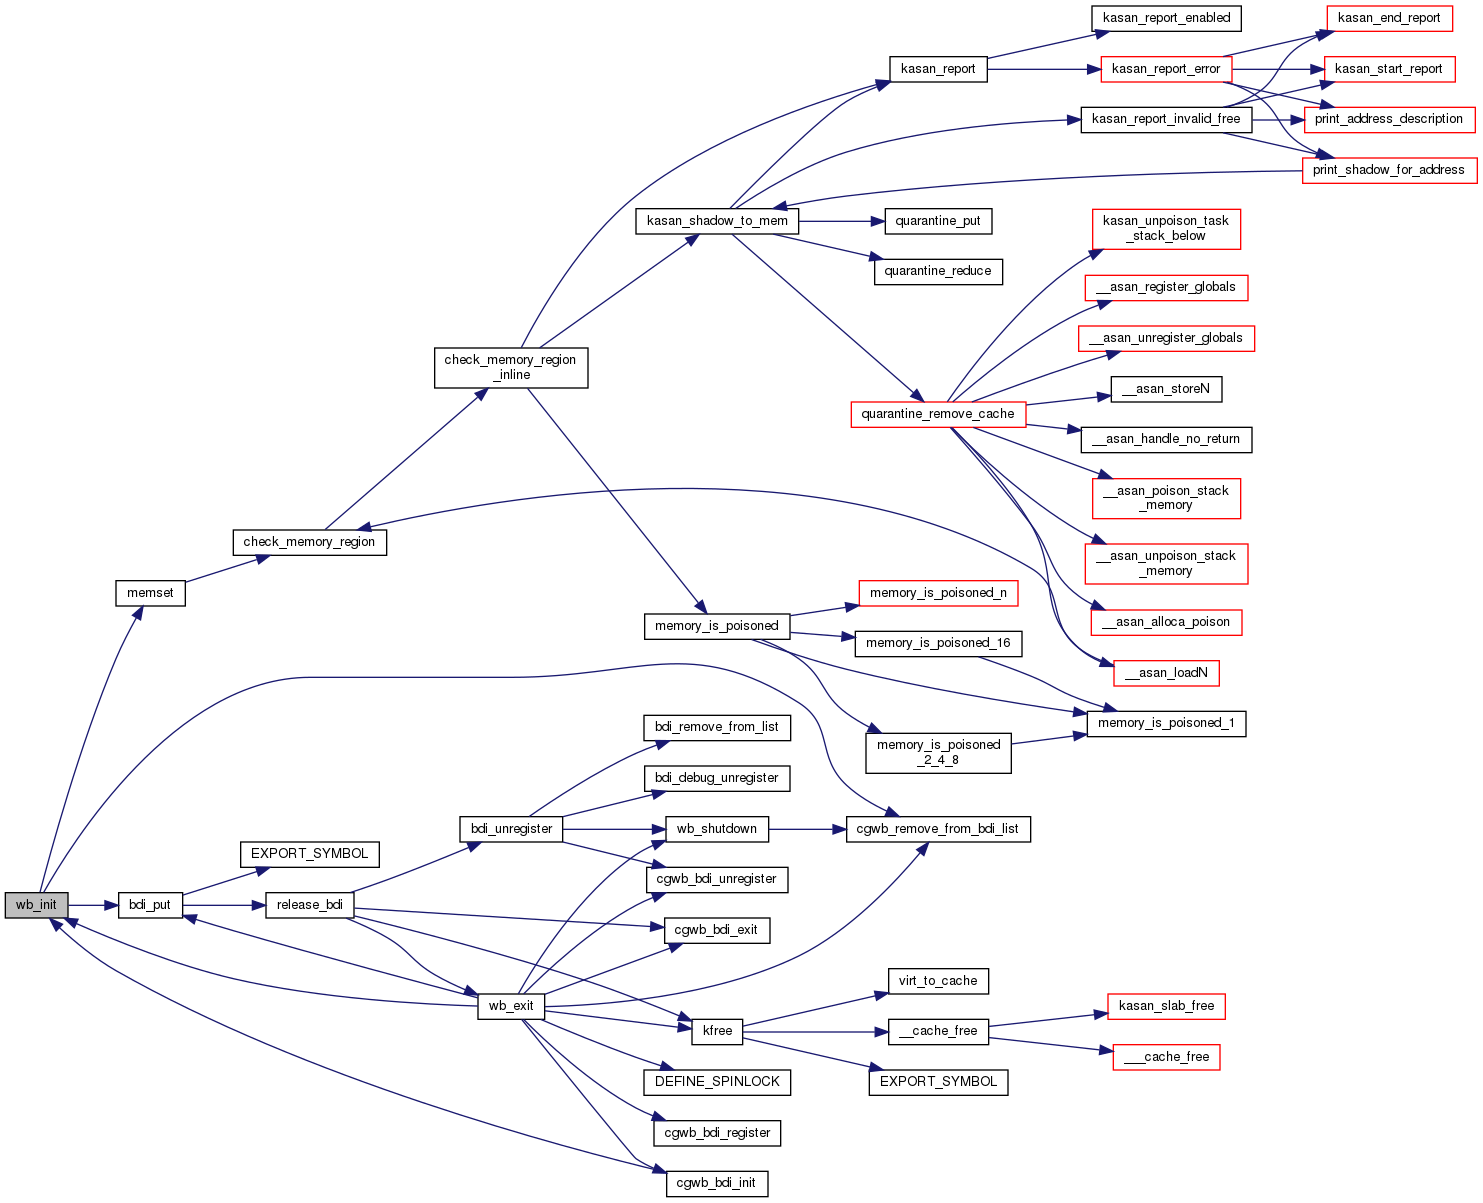 kasan_report_enabled
kasan_end_report
kasan_report
kasan_report_error
kasan_start_report
kasan_report_invalid_free
print_address_description
print_shadow_for_address
kasan_shadow_to_mem
quarantine_put
kasan_unpoison_task
_stack_below
quarantine_reduce
__asan_register_globals
__asan_unregister_globals
check_memory_region
_inline
__asan_storeN
quarantine_remove_cache
__asan_handle_no_return
__asan_poison_stack
_memory
check_memory_region
__asan_unpoison_stack
_memory
memset
memory_is_poisoned_n
memory_is_poisoned
__asan_alloca_poison
memory_is_poisoned_16
__asan_loadN
bdi_remove_from_list
memory_is_poisoned_1
memory_is_poisoned
_2_4_8
bdi_debug_unregister
bdi_unregister
wb_shutdown
cgwb_remove_from_bdi_list
EXPORT_SYMBOL
cgwb_bdi_unregister
wb_init
bdi_put
release_bdi
cgwb_bdi_exit
virt_to_cache
wb_exit
kasan_slab_free
kfree
__cache_free
___cache_free
DEFINE_SPINLOCK
EXPORT_SYMBOL
cgwb_bdi_register
cgwb_bdi_init